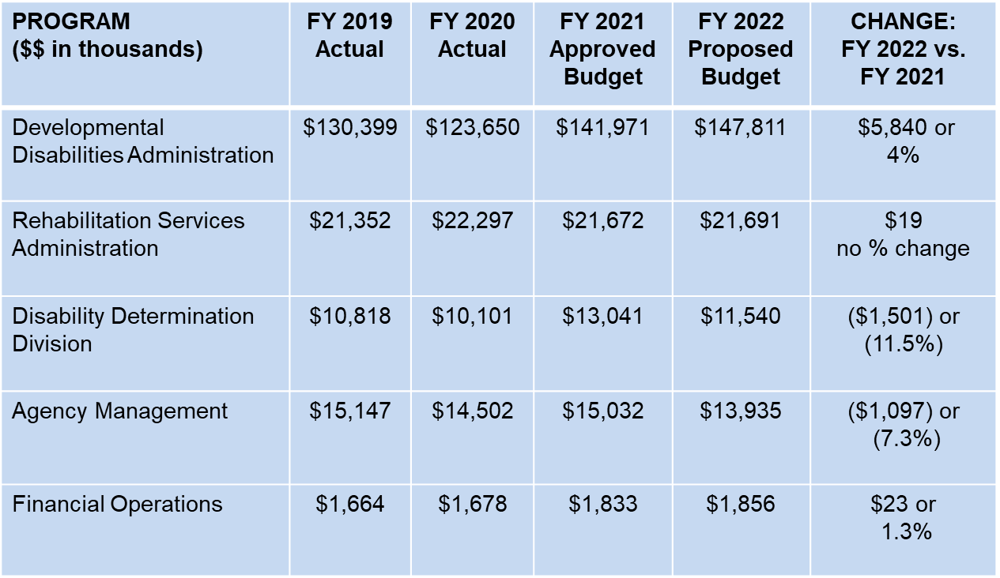 PROGRAM
($$ in thousands)
FY 2019
Actual
FY 2020
Actual
FY 2021
Approved
Budget
FY 2022
Proposed
Budget
CHANGE:
FY 2022 vs.
FY 2021
Developmental
Disabilities Administration
$130,399
$123,650
$141,971
$147,811
$5,840 or
4%
Rehabilitation Services
Administration
$21,352
$22,297
$21,672
$21,691
$19
no % change
Disability Determination
Division
$10,818
$10,101
$13,041
$11,540
($1,501) or
(11.5%)
Agency Management
$15,147
$14,502
$15,032
$13,935
($1,097) or
(7.3%)
Financial Operations
$1,664
$1,678
$1,833
$1,856
$23 or
1.3%